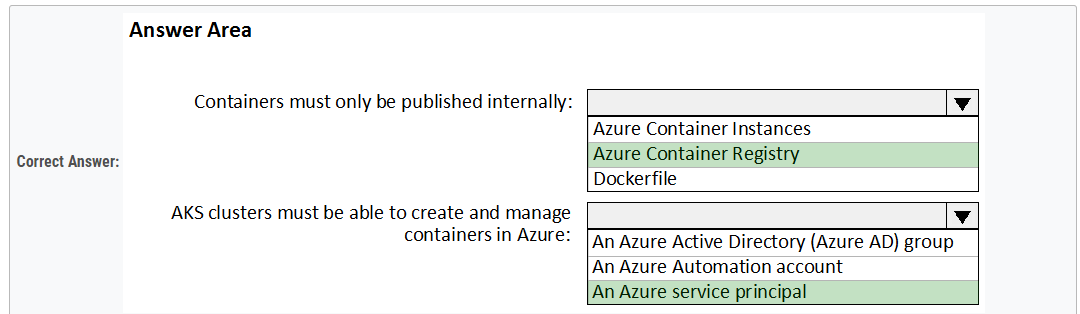 Answer Area
Containers must only be published internally:
Azure Container Instances
Azure Container Registry
Dockerfile
Correct Answer:
AKS clusters must be able to create and manage
containers in Azure:
An Azure Active Directory (Azure AD) group
An Azure Automation account
An Azure service principal